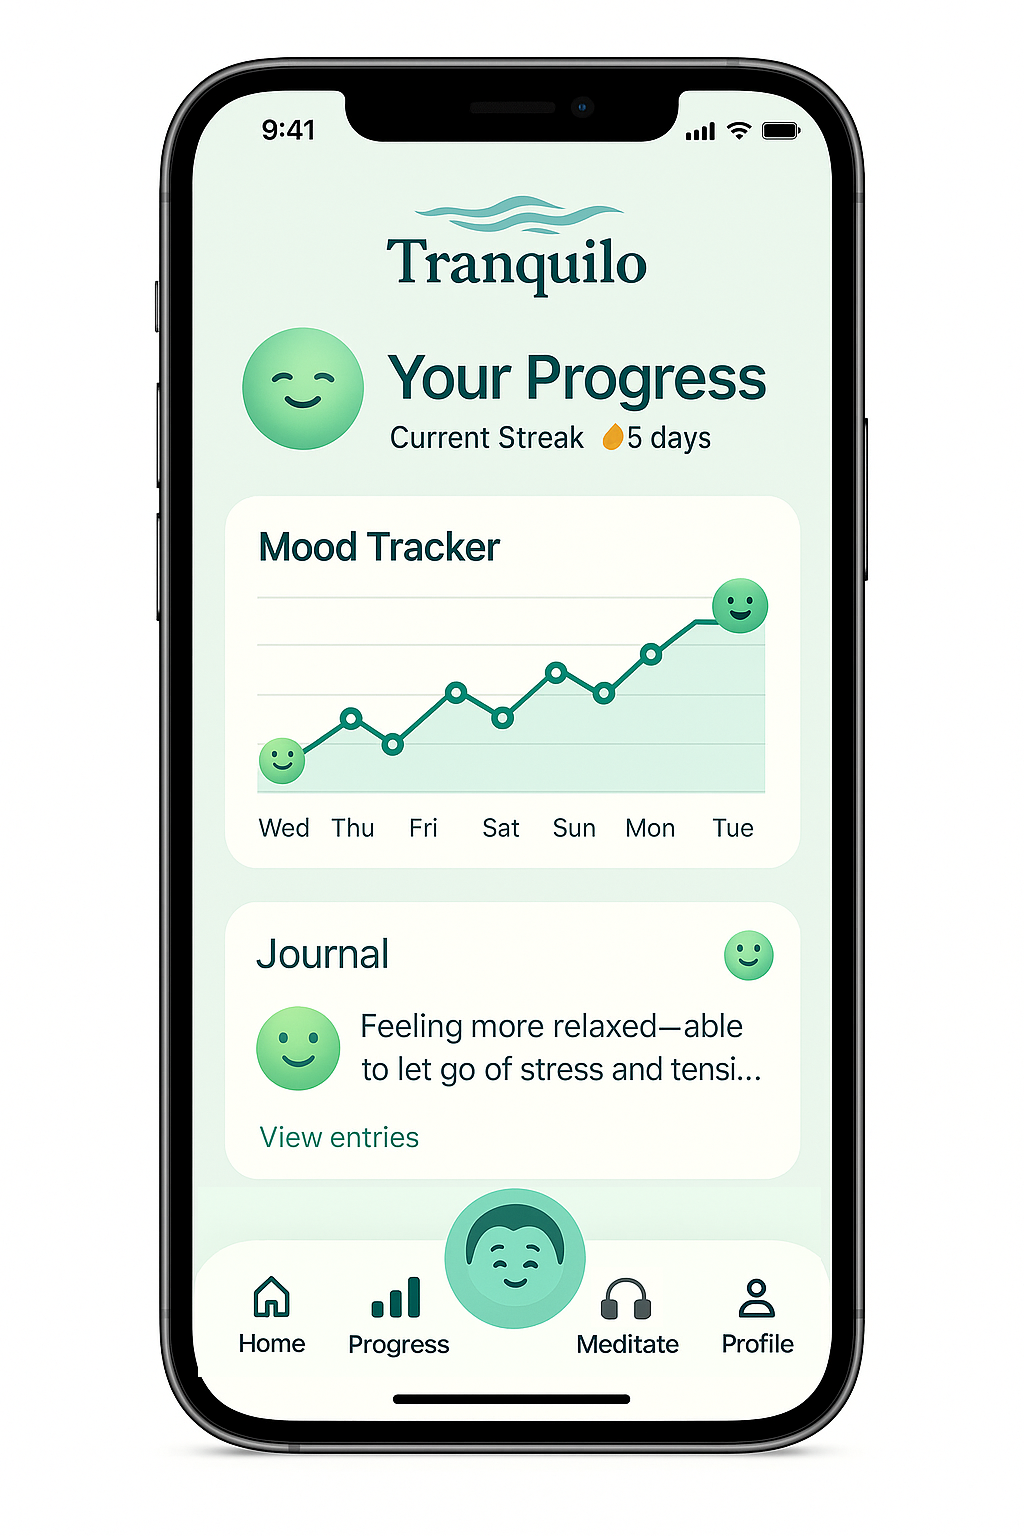 9:41
Tranquilo
Your Progress
Current Streak 5 days
Mood Tracker
Wed Thu Fri Sat Sun Mon Tue
Journal
Feeling more relaxed—able
to let go of stress and tensi...
View entries
Home Progress Meditate Profile